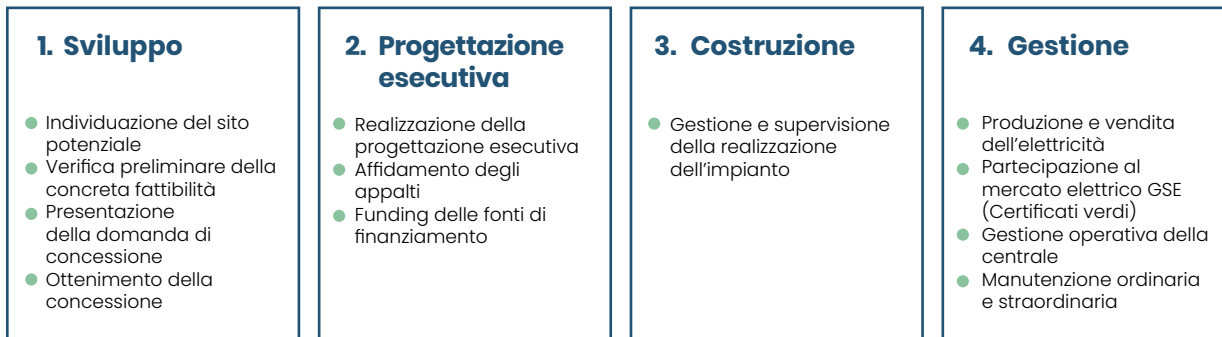 1. Sviluppo
Individuazione del sito
potenziale
Verifica preliminare della
concreta fattibilità
Presentazione
della domanda di
concessione
Ottenimento della
concessione
2. Progettazione
esecutiva
Realizzazione della
progettazione esecutiva
Affidamento degli
appalti
Funding delle fonti di
finanziamento
3. Costruzione
Gestione e supervisione
della realizzazione
dell'impianto
4. Gestione
Produzione e vendita
dell'elettricità
Partecipazione al
mercato elettrico GSE
(Certificati verdi)
Gestione operativa della
centrale
Manutenzione ordinaria
e straordinaria